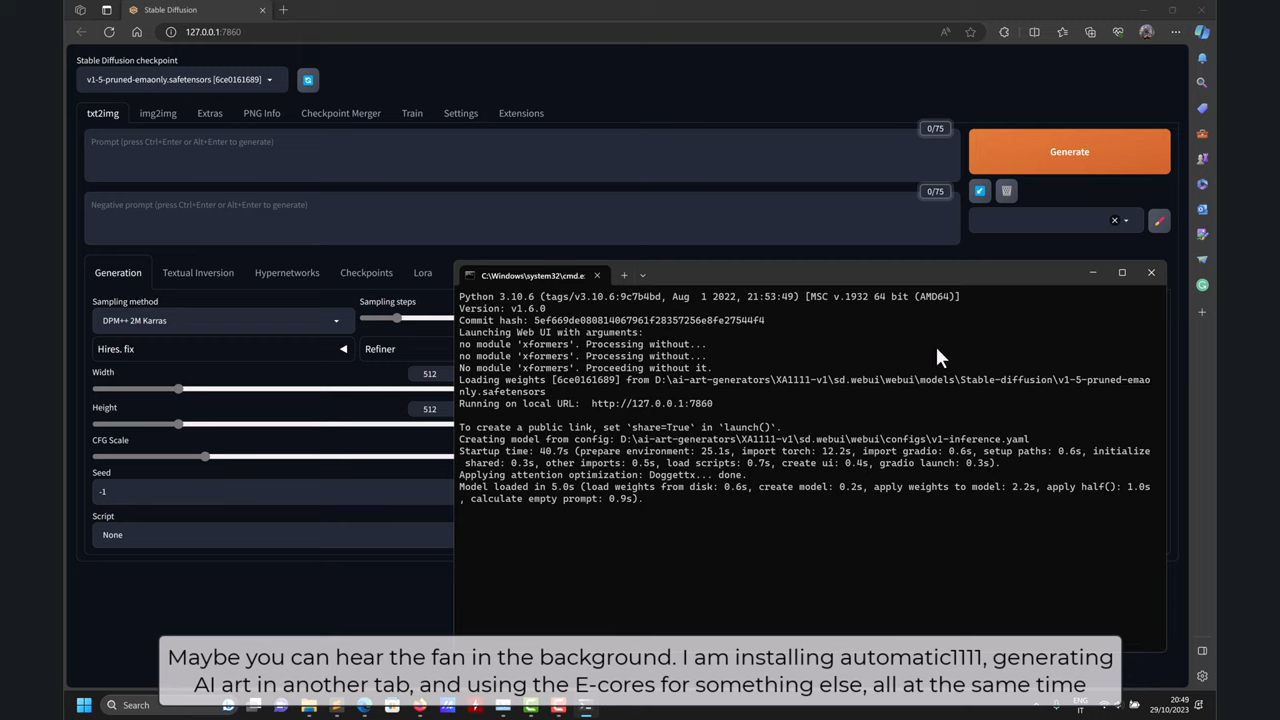 Stable Diffusion
127.0.0.1:7860
Stable Diffusion checkpoint
v1-5-pruned-emaonly.safetensors [6ce0161689]
txt2img img2img Extras PNG Info Checkpoint Merger Train Settings Extensions
0/75
Prompt (press Ctrl+Enter or Alt+Enter to generate)
Generate
0/75
Negative prompt (press Ctrl+Enter or Alt+Enter to generate)
Generation Textual Inversion Hypernetworks Checkpoints Lora
Sampling method
Sampling steps
DPM++ 2M Karras
Hires. fix
Refiner
Width
512
Height
512
CFG Scale
Seed
-1
Script
None
C:\Windows\system32\cmd.e:
Python 3.10.6 (tags/v3.10.6:9c7b4bd, Aug  1 2022, 21:53:49) [MSC v.1932 64 bit (AMD64)]
Version: v1.6.0
Commit hash: 5ef669de080814067961f28357256e8fe27544f4
Launching Web UI with arguments:
no module 'xformers'. Processing without...
no module 'xformers'. Processing without...
No module 'xformers'. Proceeding without it.
Loading weights [6ce0161689] from D:\ai-art-generators\XA1111-v1\sd.webui\webui\models\Stable-diffusion\v1-5-pruned-emao
nly.safetensors
Running on local URL:  http://127.0.0.1:7860
To create a public link, set `share=True` in `launch()`.
Creating model from config: D:\ai-art-generators\XA1111-v1\sd.webui\webui\configs\v1-inference.yaml
Startup time: 40.7s (prepare environment: 25.1s, import torch: 12.2s, import gradio: 0.6s, setup paths: 0.6s, initialize
shared: 0.3s, other imports: 0.5s, load scripts: 0.7s, create ui: 0.4s, gradio launch: 0.3s).
Applying attention optimization: Doggettx... done.
Model loaded in 5.0s (load weights from disk: 0.6s, create model: 0.2s, apply weights to model: 2.2s, apply half(): 1.0s
, calculate empty prompt: 0.9s).
Maybe you can hear the fan in the background. I am installing automatic1111, generating
AI art in another tab, and using the E-cores for something else, all at the same time
Search
EN
IT
20:49
29/10/2023